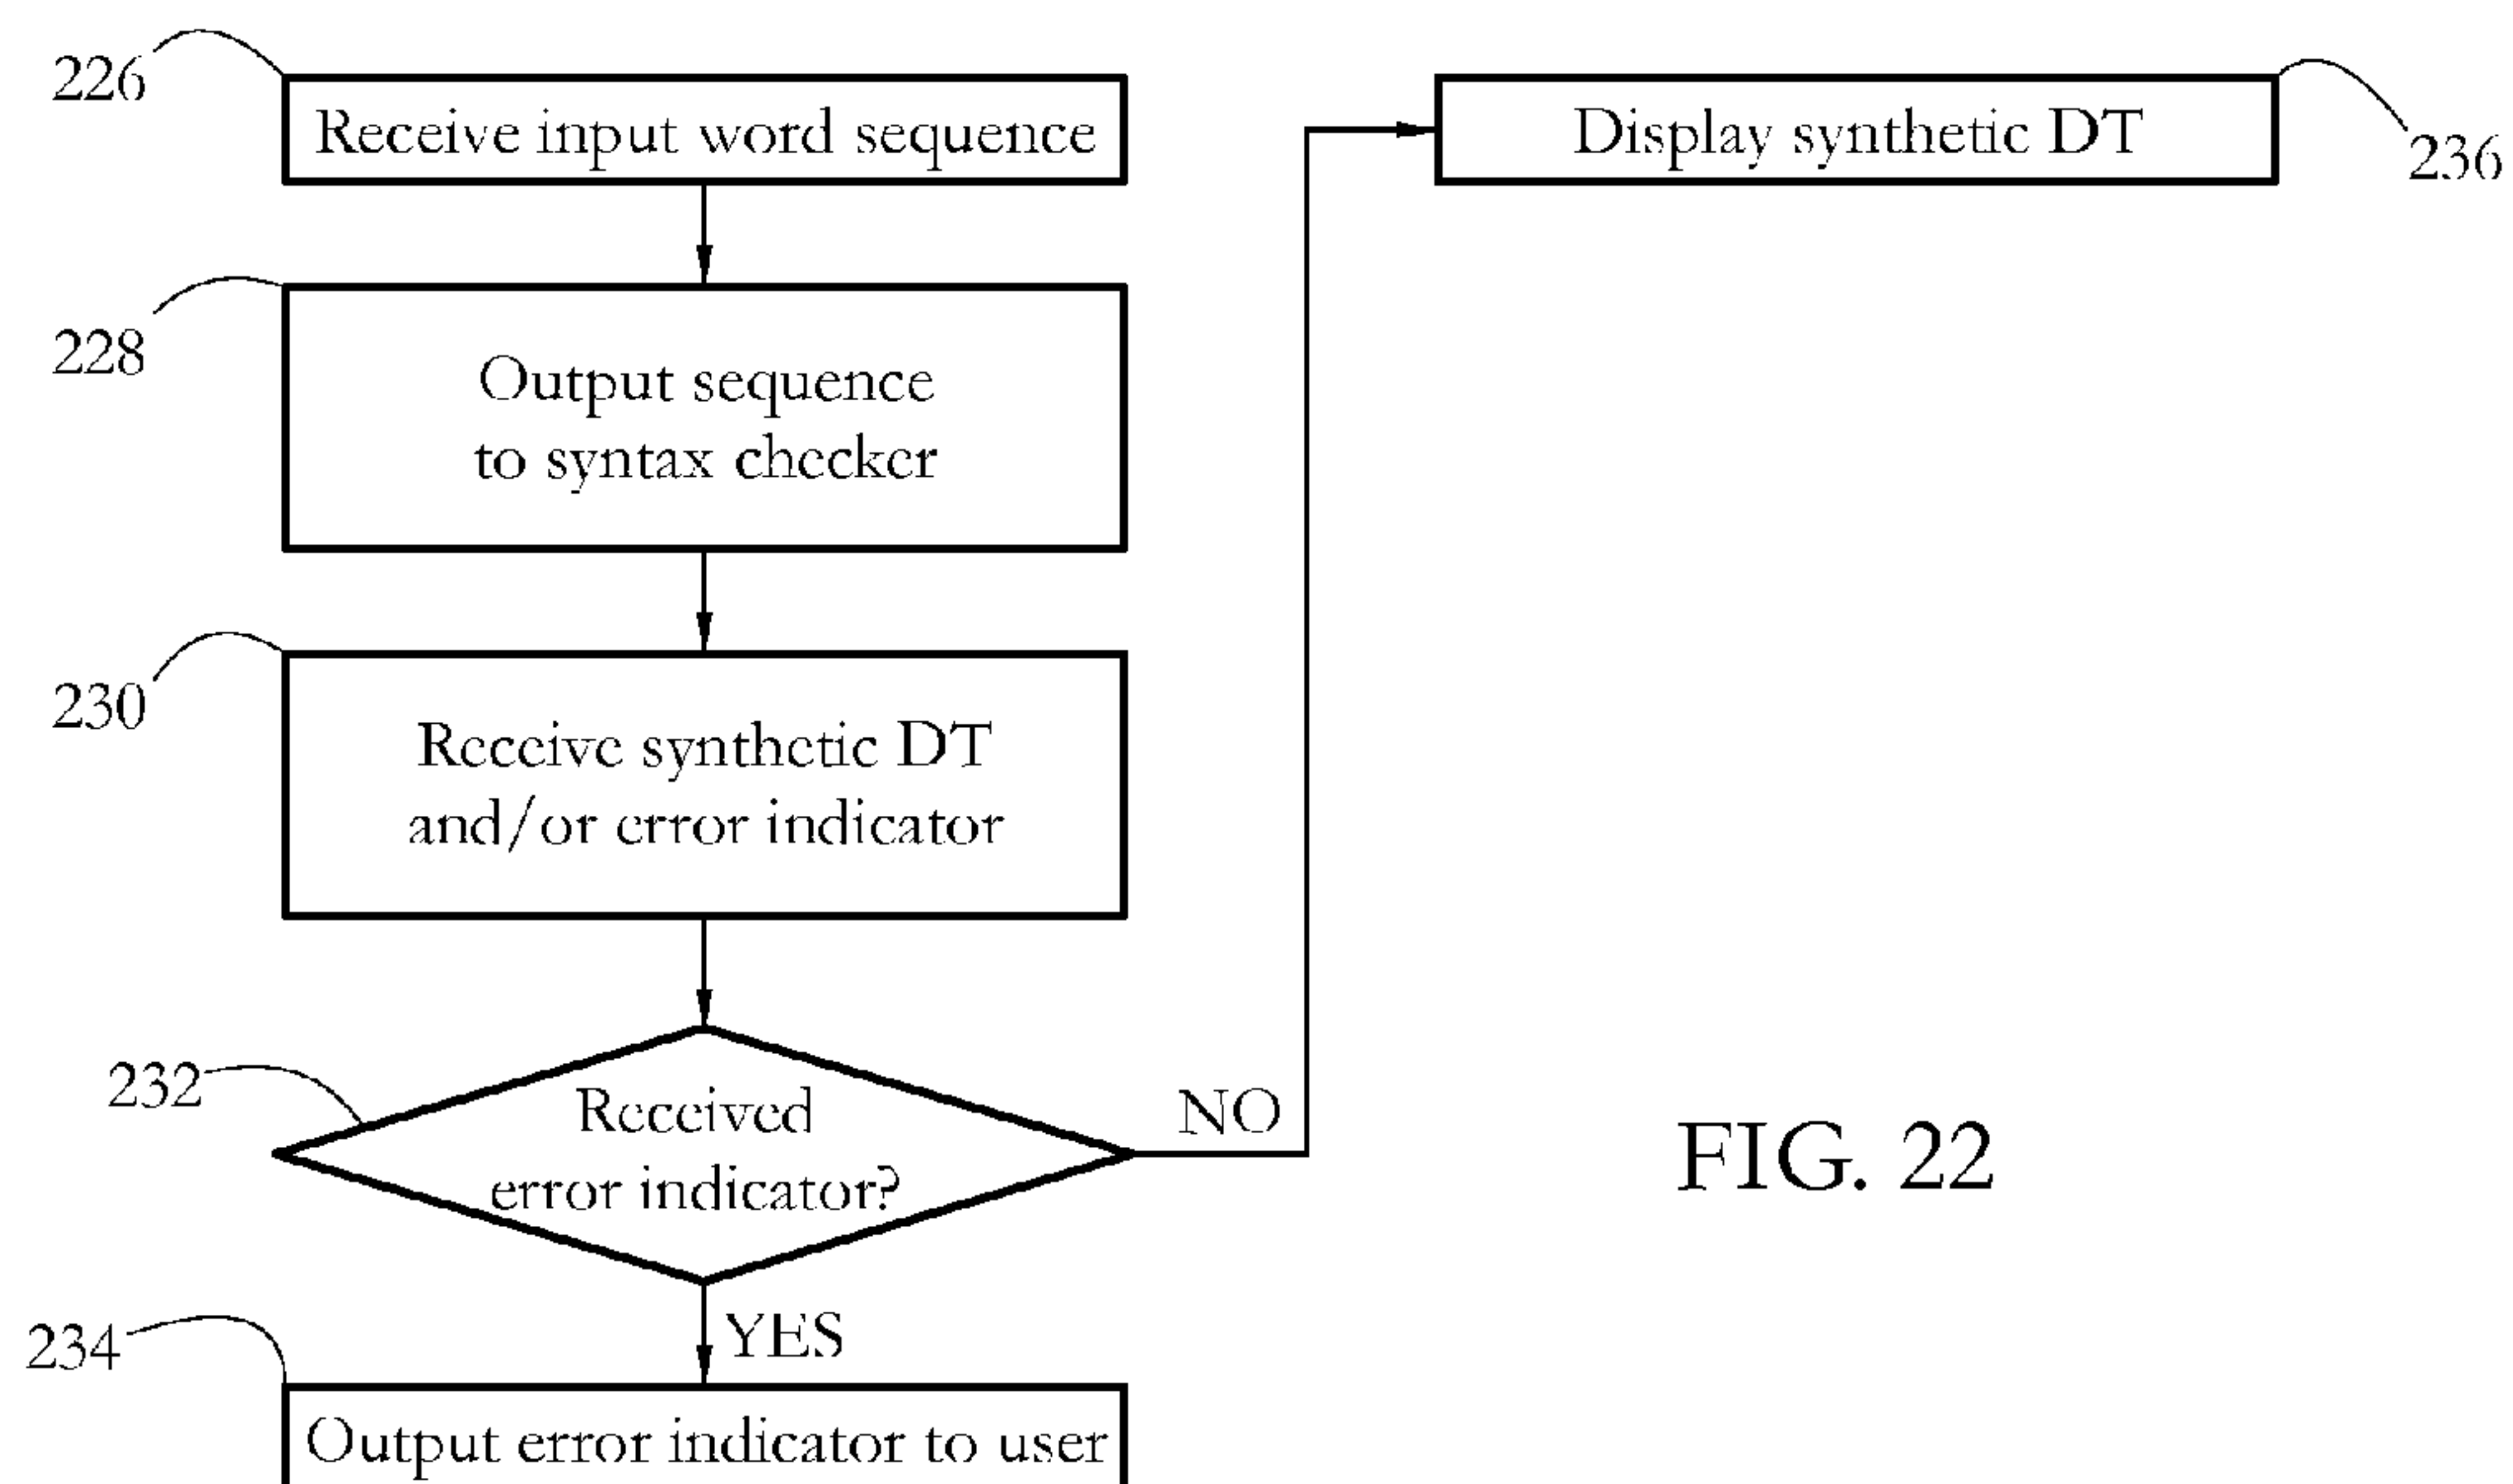 226
Receive input word sequence
228
Output sequence
to syntax checker
230
Receive synthetic DT
and/or error indicator
232
Received
error indicator?
NO
YES
234
Output error indicator to user
Display synthetic DT
236
FIG. 22